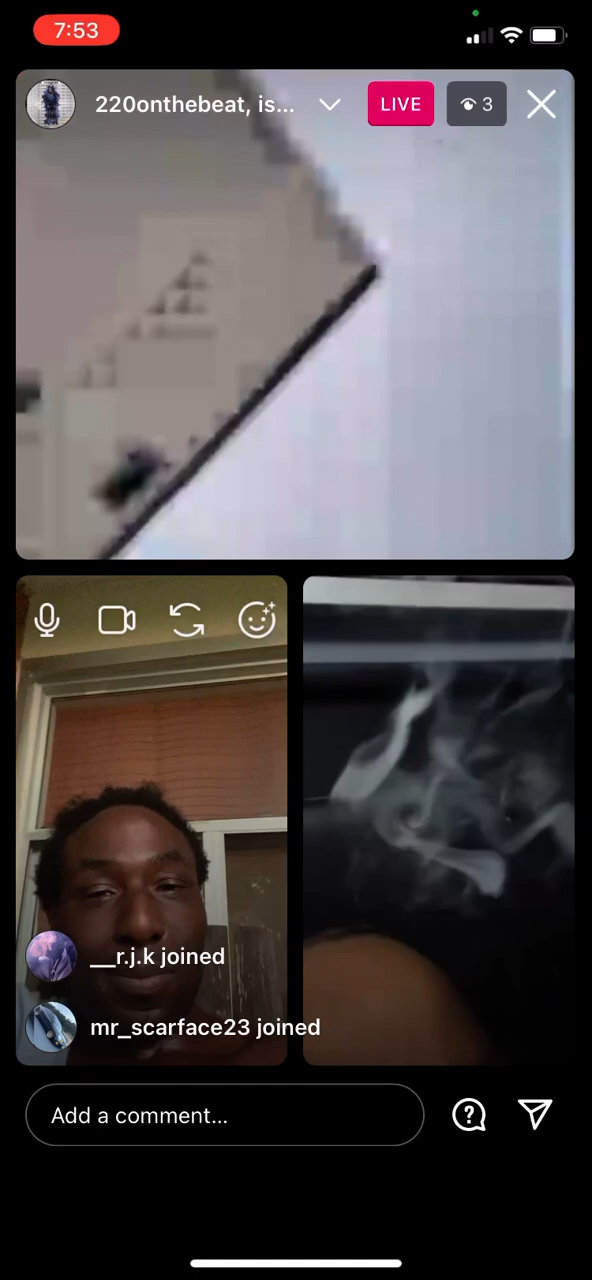 7:53
220onthebeat, is...
LIVE
3
__r.j.k joined
mr_scarface23 joined
Add a comment...